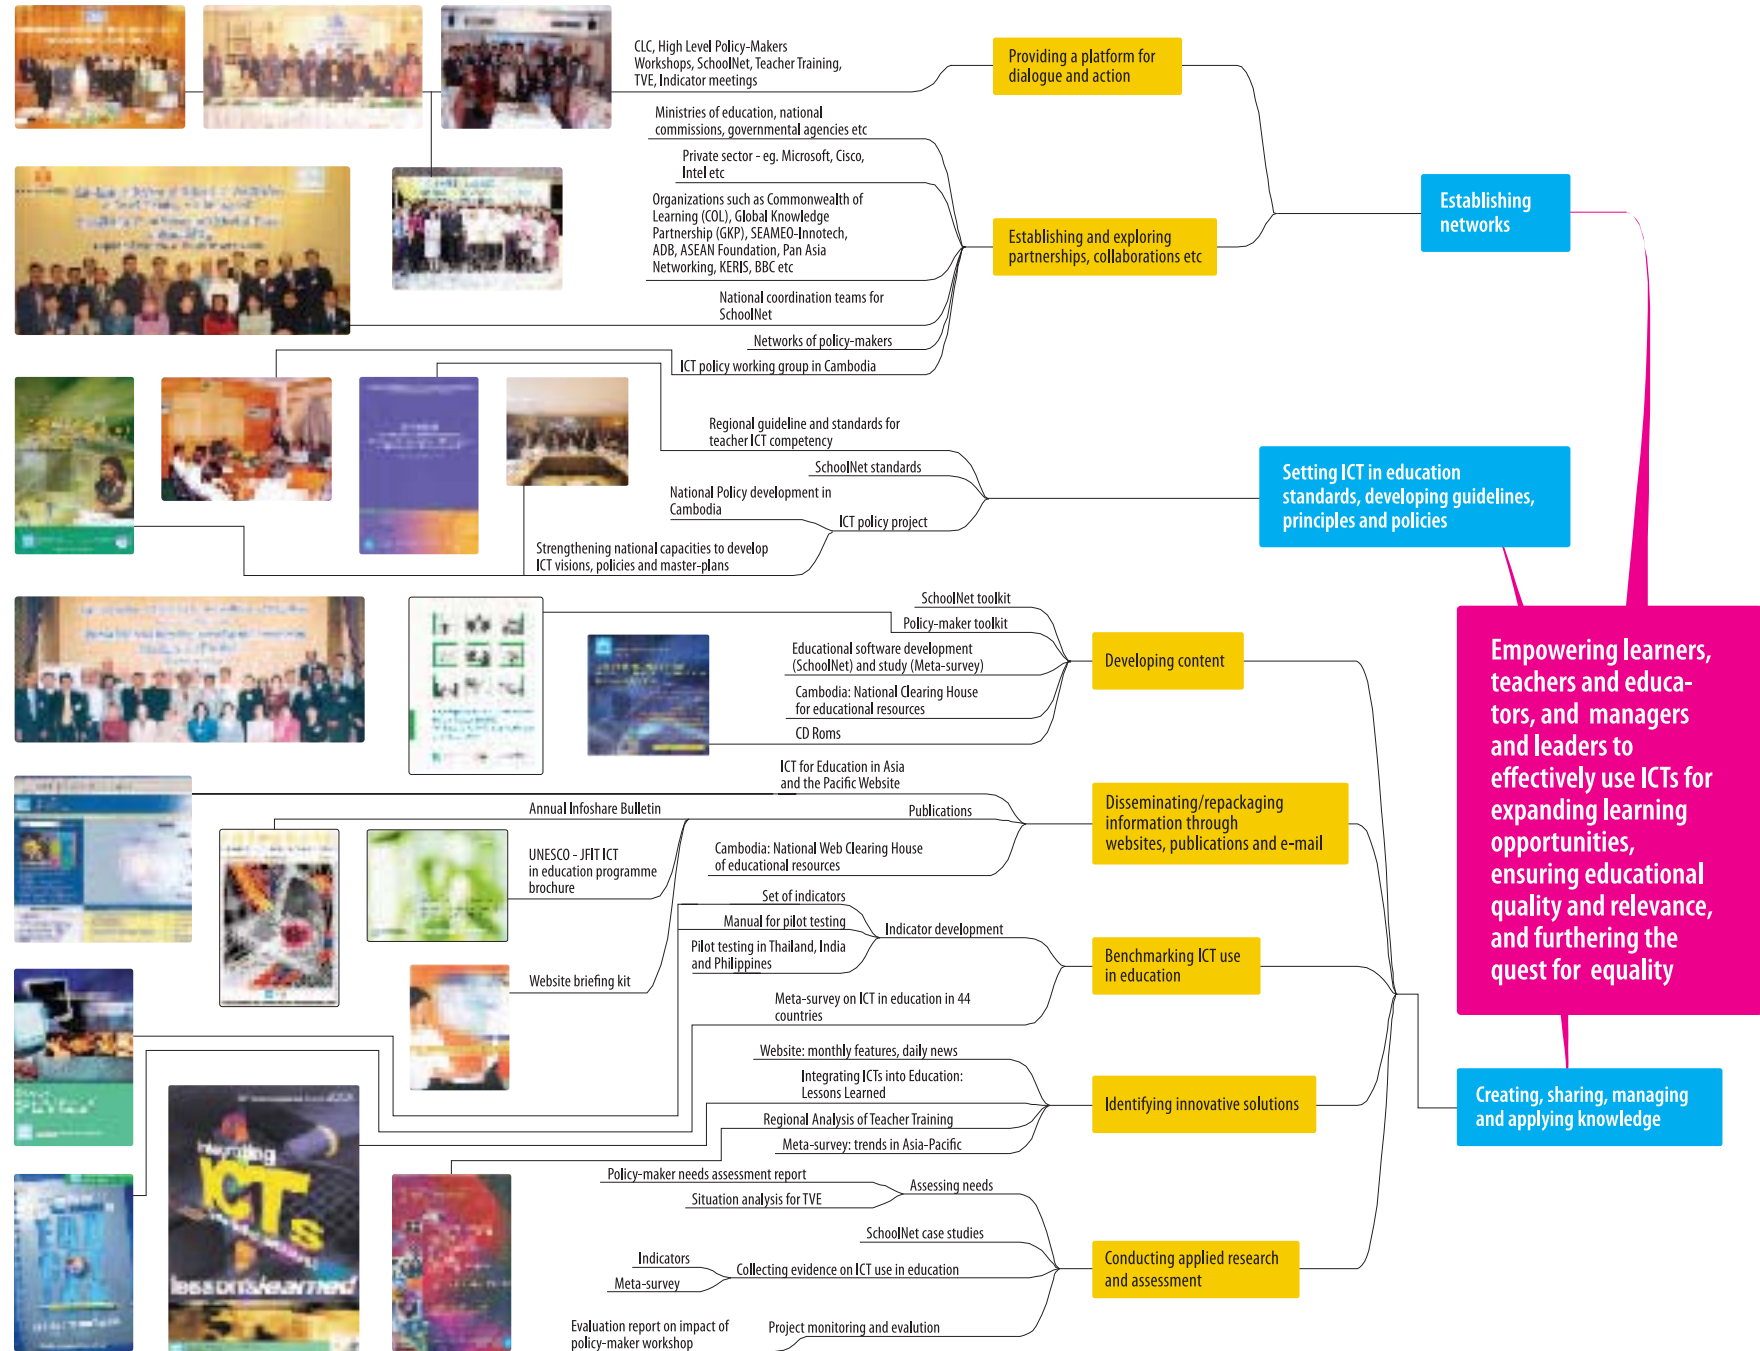 CLC, High Level Policy-Makers
Workshops, SchoolNet, Teacher Training,
TVE, Indicator meetings
Providing a platform for
dialogue and action
Ministries of education, national
commissions, governmental agencies etc
Private sector - eg. Microsoft, Cisco,
Intel etc
Organizations such as Commonwealth of
Learning (COL), Global Knowledge
Partnership (GKP), SEAMEO-Innotech,
ADB, ASEAN Foundation, Pan Asia
Networking, KERIS, BBC etc
National coordination teams for
SchoolNet
Networks of policy-makers
ICT policy working group in Cambodia
Establishing and exploring
partnerships, collaborations etc
Establishing
networks
Regional guideline and standards for
teacher ICT competency
SchoolNet standards
National Policy development in
Cambodia
ICT policy project
Strengthening national capacities to develop
ICT visions, policies and master-plans
Setting ICT in education
standards, developing guidelines,
principles and policies
SchoolNet toolkit
Policy-maker toolkit
Educational software development
(SchoolNet) and study (Meta-survey)
Cambodia: National Clearing House
for educational resources
CD Roms
Developing content
Empowering learners,
teachers and educa-
tors, and managers
and leaders to
effectively use ICTs for
expanding learning
opportunities,
ensuring educational
quality and relevance,
and furthering the
quest for equality
ICT for Education in Asia
and the Pacific Website
Annual Infoshare Bulletin
Publications
UNESCO - JFIT ICT
in education programme
brochure
Cambodia: National Web Clearing House
of educational resources
Website briefing kit
Disseminating/repackaging
information through
websites, publications and e-mail
Set of indicators
Manual for pilot testing
Pilot testing in Thailand, India
and Philippines
Indicator development
Meta-survey on ICT in education in 44
countries
Benchmarking ICT use
in education
Website: monthly features, daily news
Integrating ICTs into Education:
Lessons Learned
Regional Analysis of Teacher Training
Meta-survey: trends in Asia-Pacific
Identifying innovative solutions
Creating, sharing, managing
and applying knowledge
Policy-maker needs assessment report
Situation analysis for TVE
Assessing needs
SchoolNet case studies
Indicators
Meta-survey
Collecting evidence on ICT use in education
Evaluation report on impact of
policy-maker workshop
Project monitoring and evalution
Conducting applied research
and assessment
integrating
ICTs
lessons learned